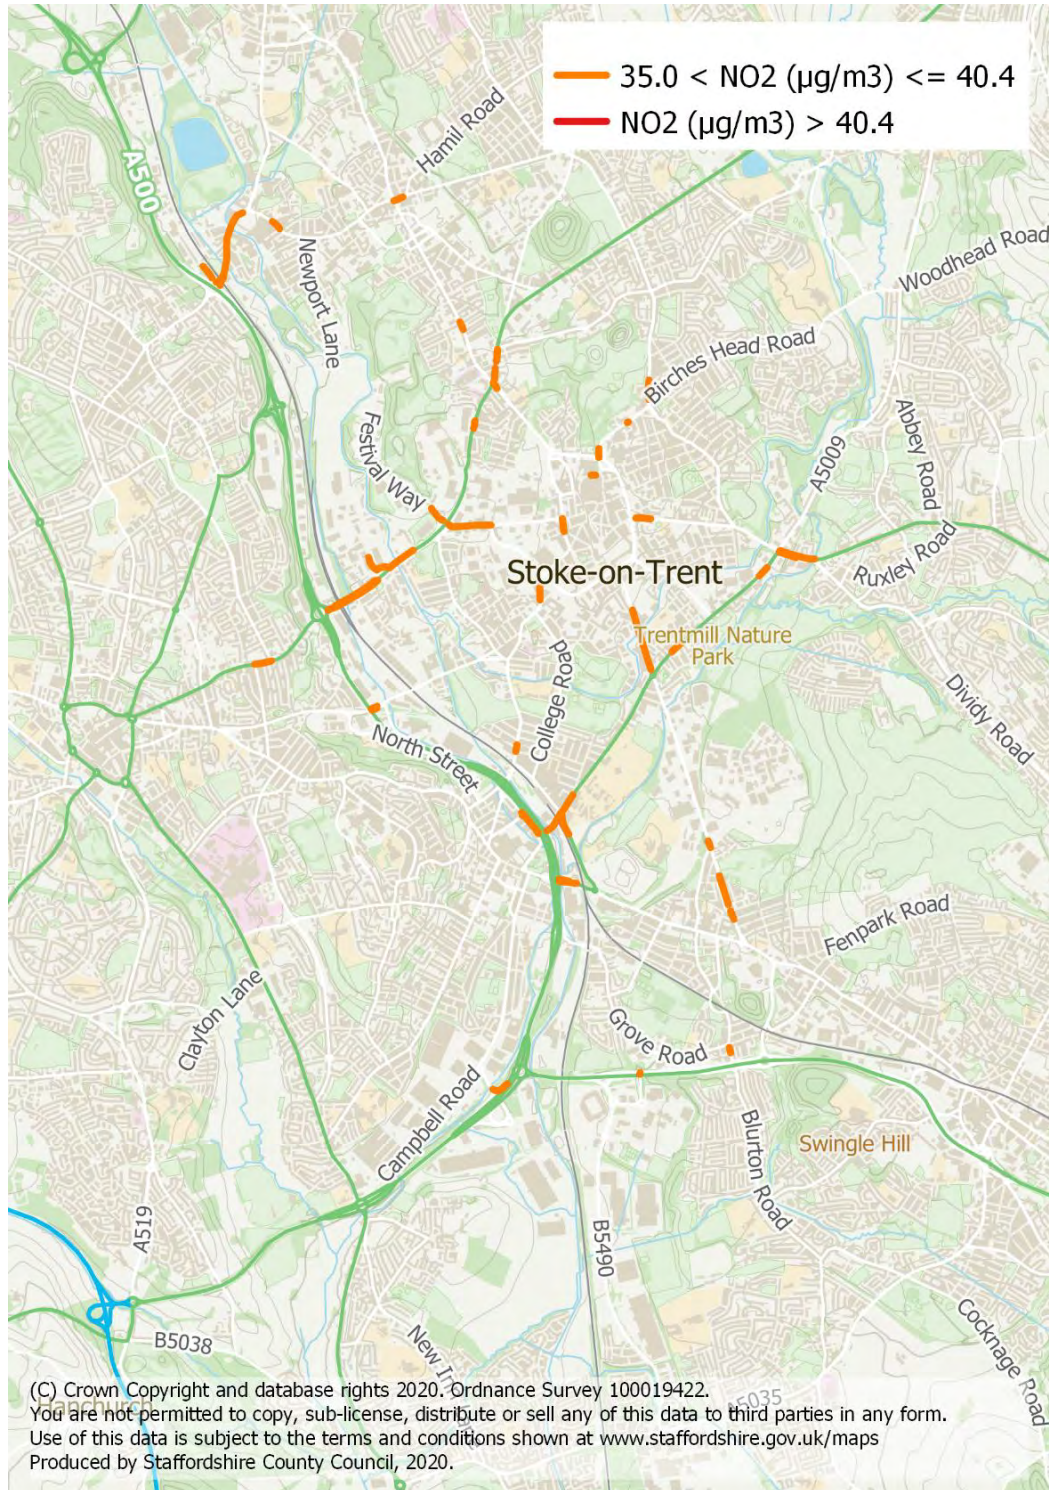 35.0 < NO2 (µg/m3) <= 40.4
NO2 (µg/m3) > 40.4
Hamil Road
A500
Newport Lane
Woodhead Road
Birches Head Road
Abbey Road
Festival Way
A5009
Ruxley Road
Stoke-on-Trent
Trentmill Nature
Park
College Road
Dividy Road
North Street
Fenpark Road
Clayton Lane
Grove Road
Campbell Road
Blurton Road
Swingle Hill
A519
B5490
B5038
Cocknage Road
New In
Hanchurch
A5035
(C) Crown Copyright and database rights 2020. Ordnance Survey 100019422.
You are not permitted to copy, sub-license, distribute or sell any of this data to third parties in any form.
Use of this data is subject to the terms and conditions shown at www.staffordshire.gov.uk/maps
Produced by Staffordshire County Council, 2020.